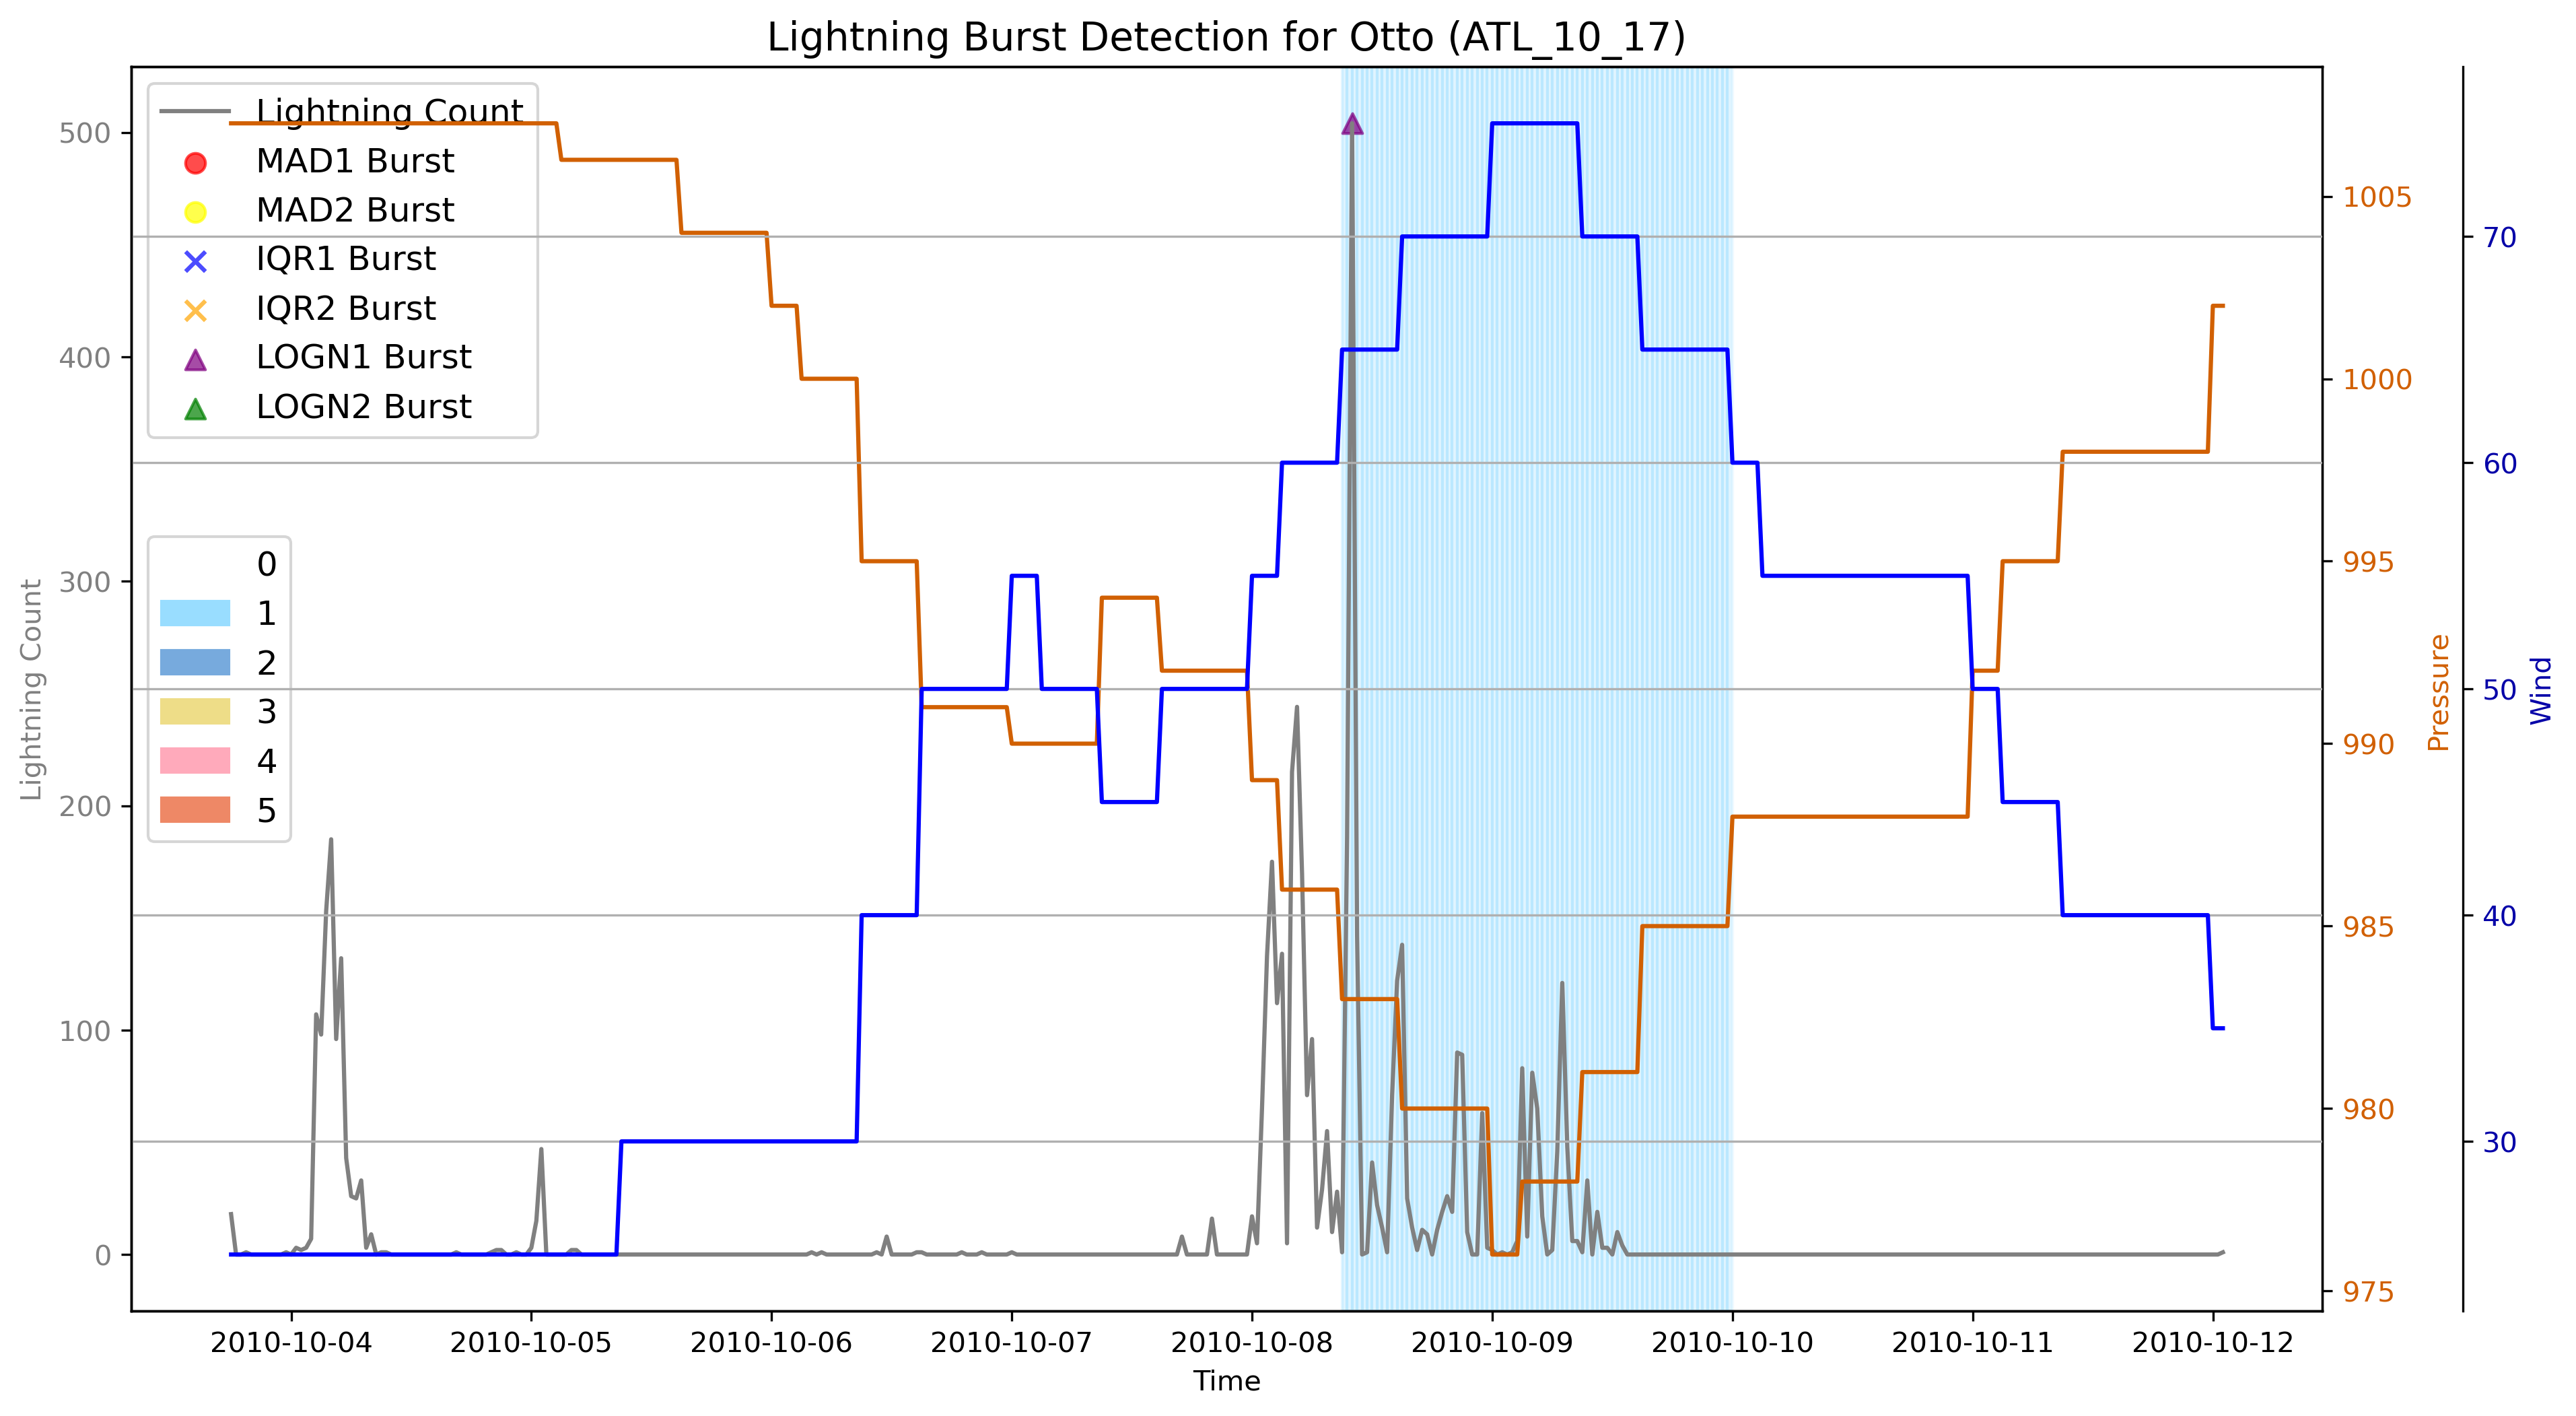 Lightning Burst Detection for Otto (ATL_10_17)
Lightning Count
MAD1 Burst
MAD2 Burst
IQR1 Burst
IQR2 Burst
LOGN1 Burst
LOGN2 Burst
0
1
2
3
4
5
Lightning Count
500
400
300
200
100
0
1005
1000
995
990
985
980
975
Pressure
70
60
50
40
30
Wind
2010-10-04
2010-10-05
2010-10-06
2010-10-07
2010-10-08
2010-10-09
2010-10-10
2010-10-11
2010-10-12
Time